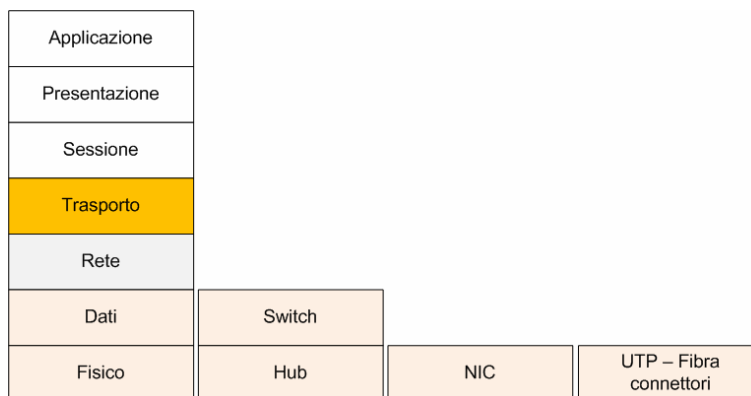 Applicazione
Presentazione
Sessione
Trasporto
Rete
Dati
Switch
Fisico
Hub
NIC
UTP – Fibra
connettori